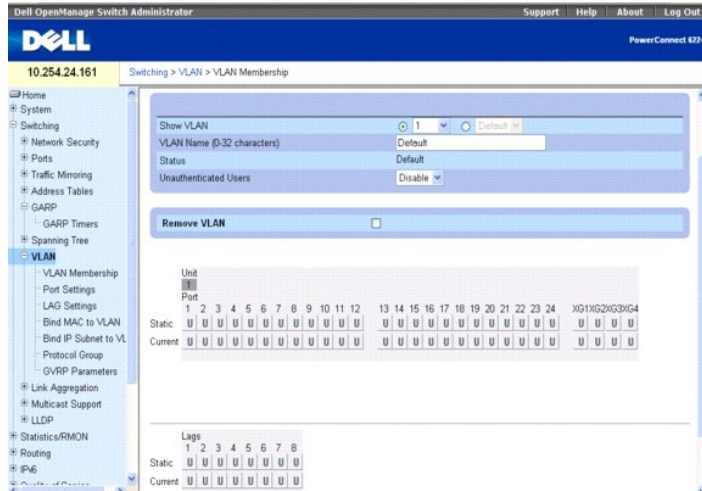 Dell OpenManage Switch Administrator
Support Help About Log Out
DELL
PowerConnect 6224
10.254.24.161
Switching > VLAN > VLAN Membership
Home
System
Switching
Network Security
Ports
Traffic Mirroring
Address Tables
GARP
GARP Timers
Spanning Tree
VLAN
VLAN Membership
Port Settings
LAG Settings
Bind MAC to VLAN
Bind IP Subnet to VL
Protocol Group
GVRP Parameters
Link Aggregation
Multicast Support
LLDP
Statistics/RMON
Routing
IPv6
Quality of Service
Show VLAN 1 Default
VLAN Name (0-32 characters) Default
Status Default
Unauthenticated Users Disable
Remove VLAN
Unit
1
Port
1 2 3 4 5 6 7 8 9 10 11 12 13 14 15 16 17 18 19 20 21 22 23 24 XG1 XG2 XG3 XG4
Static U U U U U U U U U U U U U U U U U U U U U U U U U U U U
Current U U U U U U U U U U U U U U U U U U U U U U U U U U U U
Lags
1 2 3 4 5 6 7 8
Static U U U U U U U U
Current U U U U U U U U